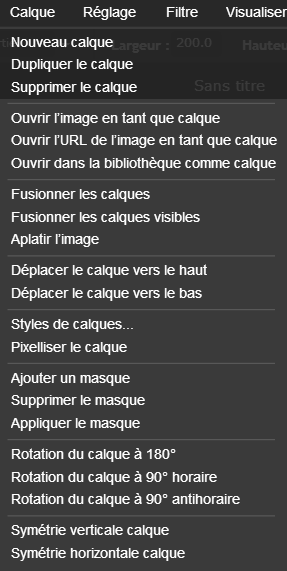 Calque Réglage Filtre Visualiser
Nouveau calque
Largeur : 200.0 Hauteu
Dupliquer le calque
Supprimer le calque
Sans titre
Ouvrir l'image en tant que calque
Ouvrir l'URL de l'image en tant que calque
Ouvrir dans la bibliothèque comme calque
Fusionner les calques
Fusionner les calques visibles
Aplatir l'image
Déplacer le calque vers le haut
Déplacer le calque vers le bas
Styles de calques...
Pixelliser le calque
Ajouter un masque
Supprimer le masque
Appliquer le masque
Rotation du calque à 180°
Rotation du calque à 90° horaire
Rotation du calque à 90° antihoraire
Symétrie verticale calque
Symétrie horizontale calque